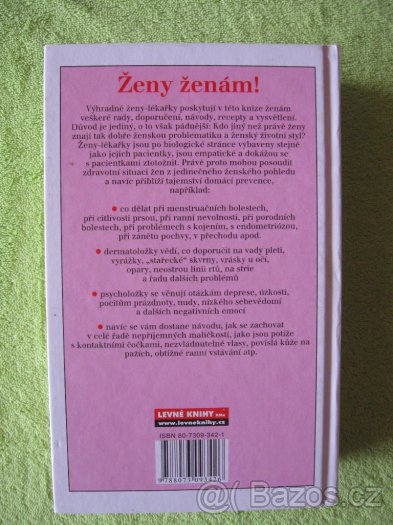 Ženy ženám!
Výhradně ženy-lékařky poskytují v této knize ženám
veškeré rady, doporučení, návody, recepty a vysvětlení.
Důvod je jediný, o to však pádnější: Kdo jiný než právě ženy
znají tak dobře ženskou problematiku a ženský životní styl?
Ženy-lékařky jsou po biologické stránce vybaveny stejně
jako jejich pacientky, jsou empatické a dokážou se
s pacientkami ztotožnit. Právě proto mohou posoudit
zdravotní situaci žen z jedinečného ženského pohledu
a navíc přiblíží tajemství domácí prevence,
například:
● co dělat při menstruačních bolestech,
při citlivosti prsou, při ranní nevolnosti, při porodních
bolestech, při problémech s kojením, s endometriózou,
při zánětu pochvy, v přechodu apod.
● dermatoložky vědí, co doporučit na vady pleti,
vyrážky, „stařecké“ skvrny, vrásky u očí,
opary, neostrou linii rtů, na strie
a řadu dalších problémů
● psycholožky se věnují otázkám deprese, úzkosti,
pocitům prázdnoty, nudy, nízkého sebevědomí
a dalších negativních emocí
● navíc se vám dostane návodu, jak se zachovat
v celé řadě nepříjemných maličkostí, jako jsou potíže
s kontaktními čočkami, nezvládnutelné vlasy, povislá kůže na
pažích, obtížné ranní vstávání atp.
LEVNÉ KNIHY
www.levneknihy.cz
ISBN 80-7309-342-1
9 788073 093426
Bazos.cz